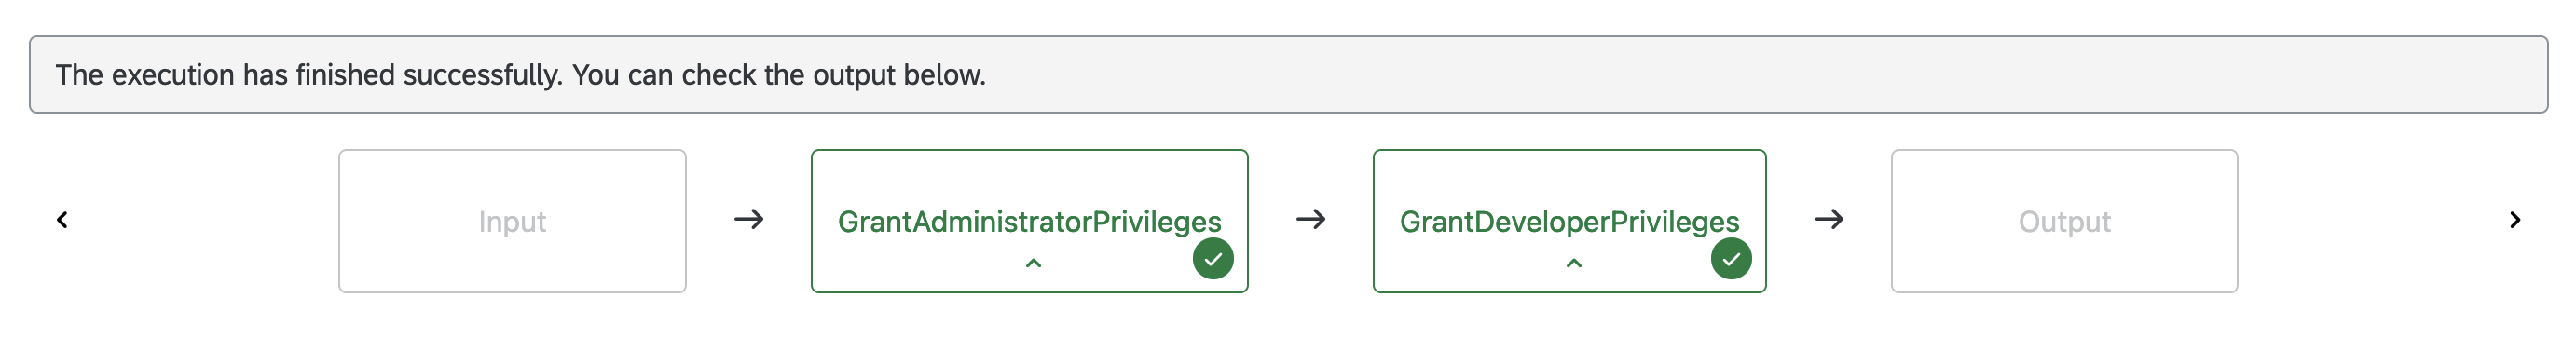 The execution has finished successfully. You can check the output below.
Input
GrantAdministratorPrivileges
GrantDeveloperPrivileges
Output